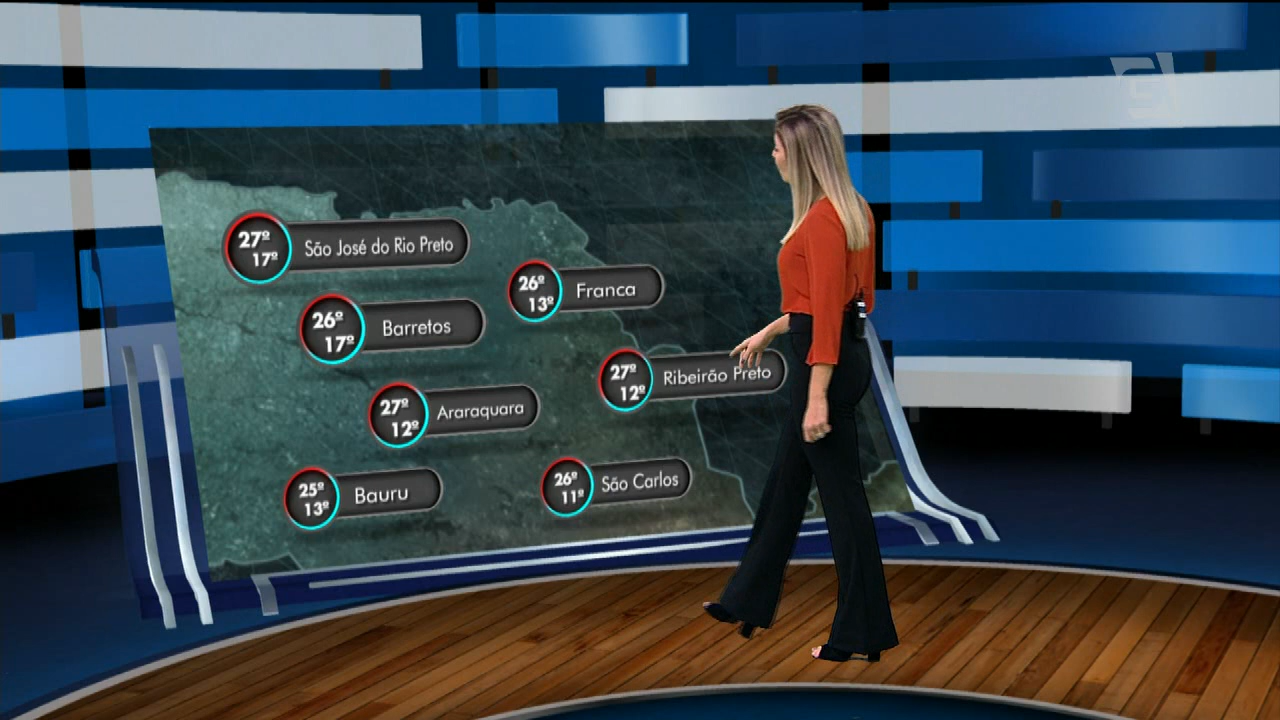 27º
17º
São José do Rio Preto
26º
13º
Franca
26º
17º
Barretos
27º
12º
Ribeirão Preto
27º
12º
Araraquara
25º
13º
Bauru
26º
11º
São Carlos